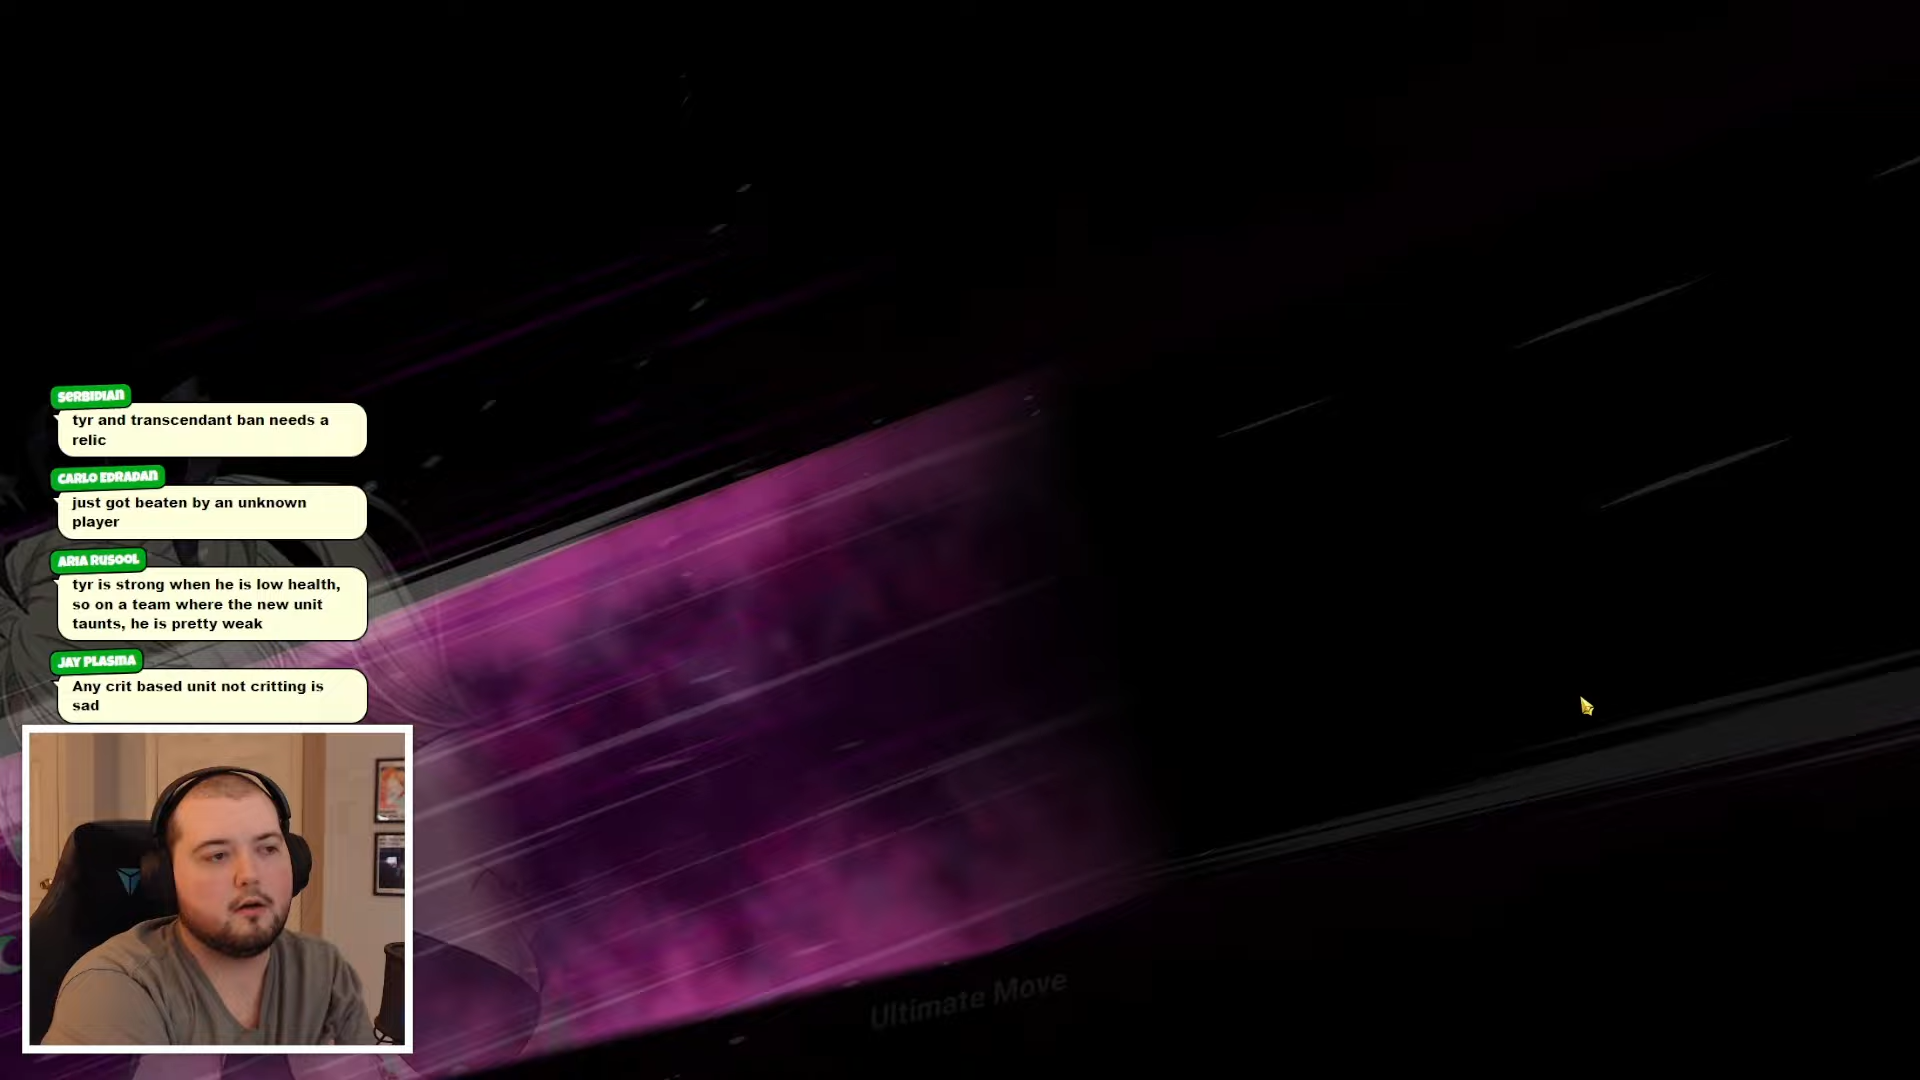 SERBIDIAN
tyr and transcendant ban needs a
relic
CARLO EDRADAN
just got beaten by an unknown
player
ARIA RUSOOL
tyr is strong when he is low health,
so on a team where the new unit
taunts, he is pretty weak
JAY PLASMA
Any crit based unit not critting is
sad
Ultimate Move